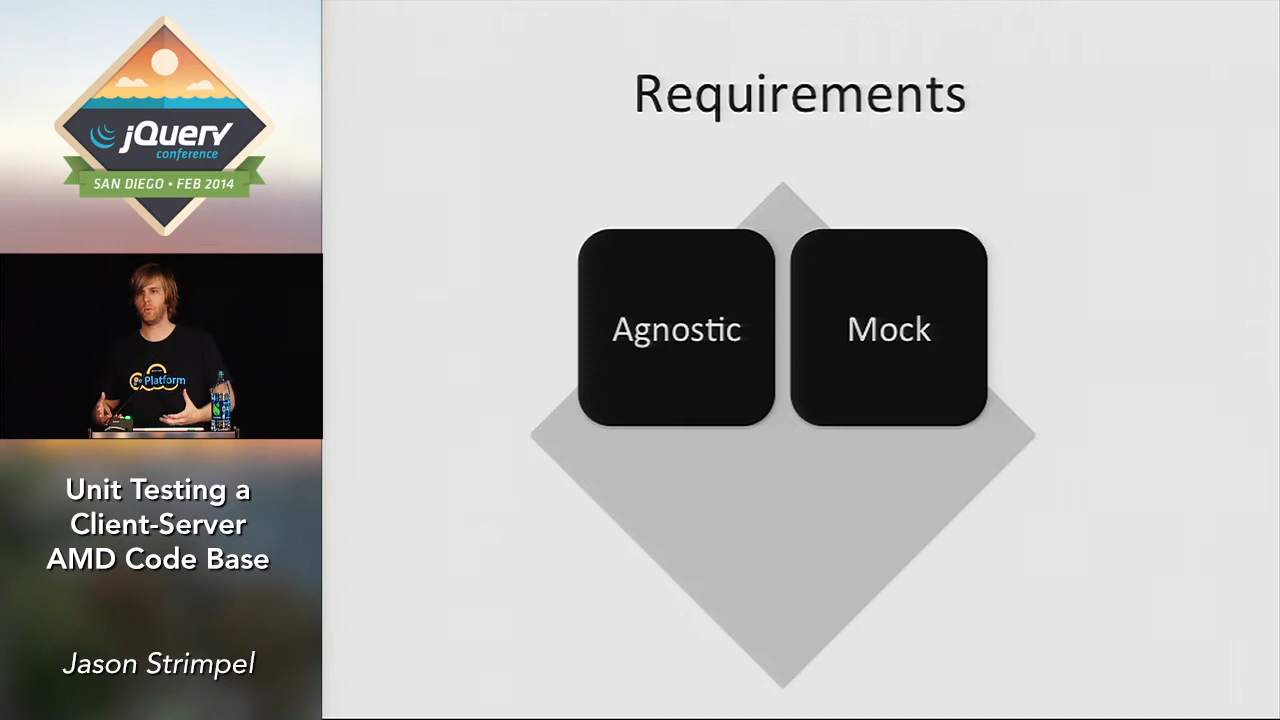 jQuery
conference
SAN DIEGO • FEB 2014
Platform
Unit Testing a
Client-Server
AMD Code Base
Jason Strimpel
Requirements
Agnostic
Mock